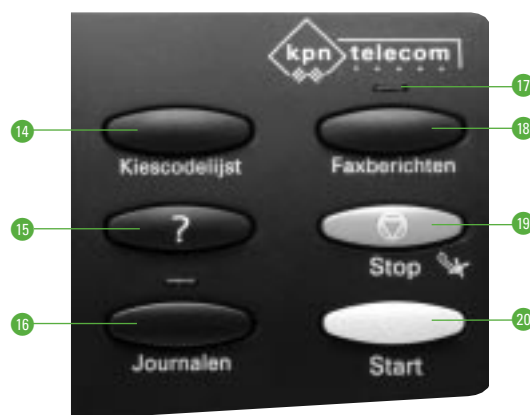 kpn telecom
17
14
18
Kiescodelijst
Faxberichten
15
?
19
Stop
16
20
Journalen
Start